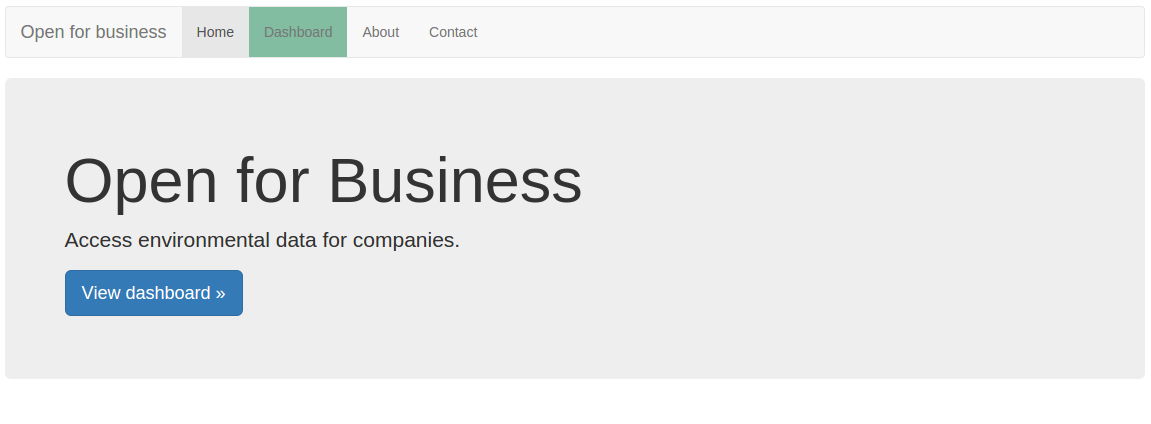 Open for business Home Dashboard About Contact
Open for Business
Access environmental data for companies.
View dashboard »